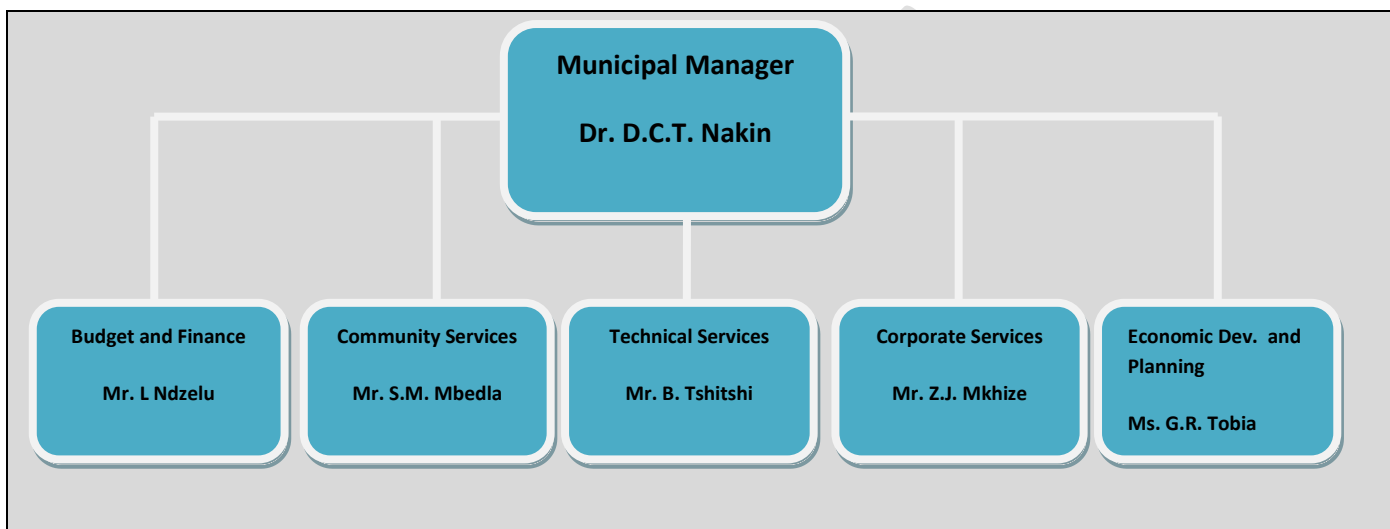 Municipal Manager
Dr. D.C.T. Nakin
Budget and Finance
Mr. L Ndzelu
Community Services
Mr. S.M. Mbedla
Technical Services
Mr. B. Tshitshi
Corporate Services
Mr. Z.J. Mkhize
Economic Dev. and
Planning
Ms. G.R. Tobia